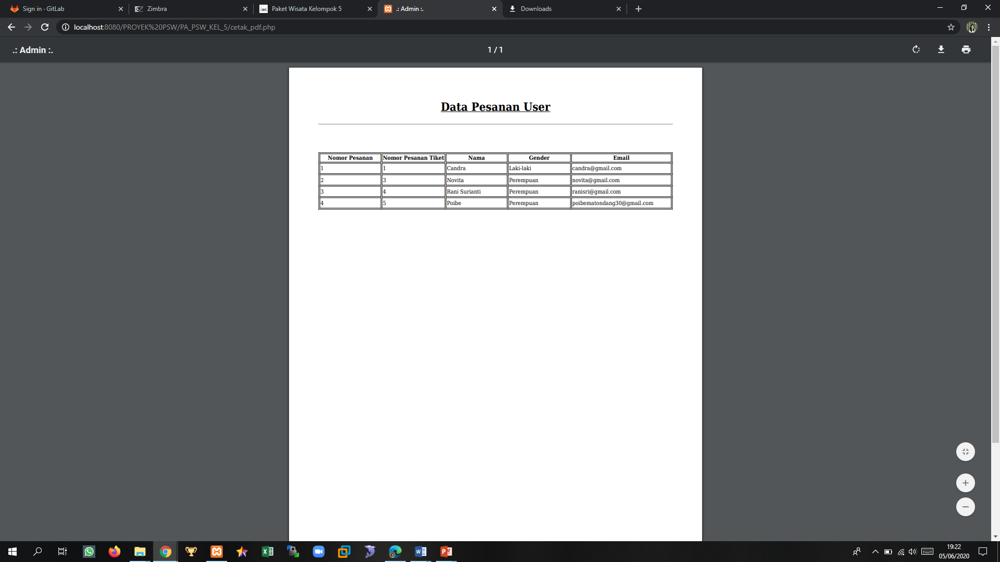 Sign in · GitLab
Zimbra
Paket Wisata Kelompok 5
.: Admin :.
Downloads
localhost:8080/PROYEK%20PSW/PA_PSW_KEL_5/cetak_pdf.php
.: Admin :.
1 / 1
Data Pesanan User
Nomor Pesanan Nomor Pesanan Tiket Nama Gender Email
1 1 Candra Laki-laki candra@gmail.com
2 3 Novita Perempuan novita@gmail.com
3 4 Rani Surianti Perempuan ranisri@gmail.com
4 5 Poibe Perempuan poibematondang30@gmail.com
19:22
05/06/2020